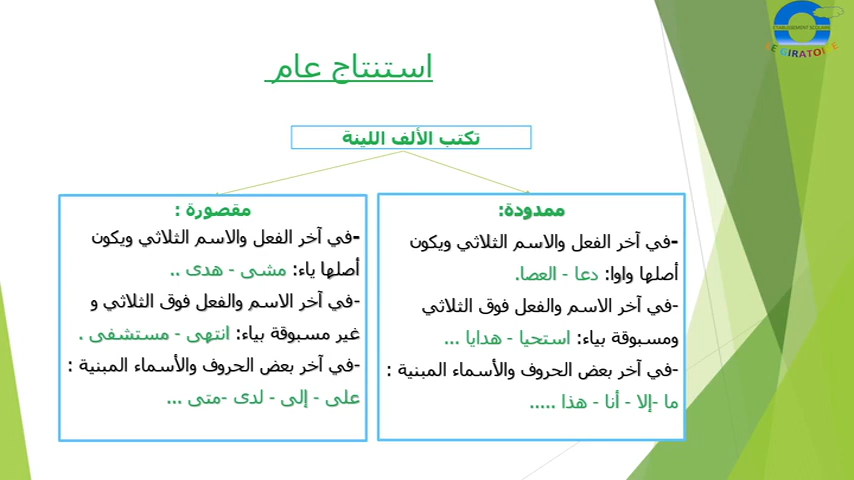 ETABLISSEMENT SCOLAIRE
LE GIRATOIRE
استنتاج عام
تكتب الألف اللينة
ممدودة:
-في آخر الفعل والاسم الثلاثي ويكون
أصلها واوا: دعا - العصا.
-في آخر الاسم والفعل فوق الثلاثي
ومسبوقة بياء: استحيا - هدايا ...
-في آخر بعض الحروف والأسماء المبنية :
ما -إلا - أنا - هذا .....
مقصورة :
-في آخر الفعل والاسم الثلاثي ويكون
أصلها ياء: مشى - هدى ..
-في آخر الاسم والفعل فوق الثلاثي و
غير مسبوقة بياء: انتهى - مستشفى .
-في آخر بعض الحروف والأسماء المبنية :
على - إلى - لدى -متى ...